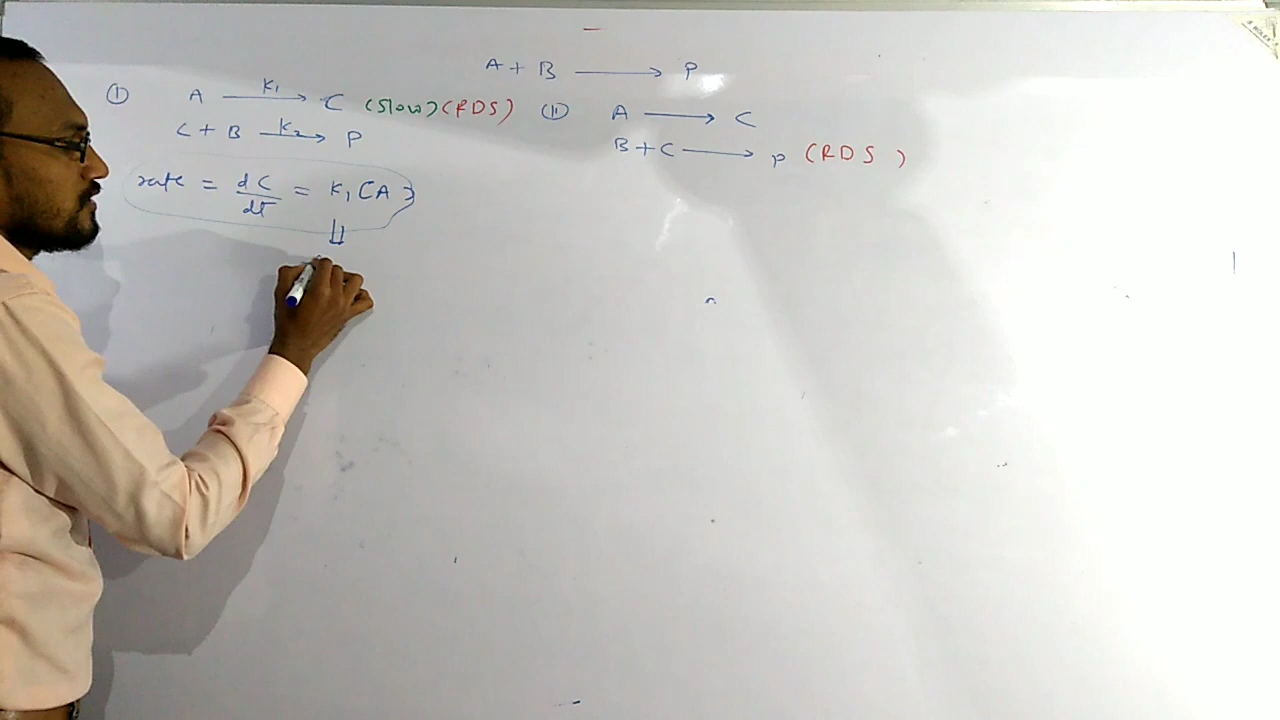 A + B ⟶ P
① A —K₁→ C (Slow) (RDS)
C + B —K₂→ P
rate = dC/dt = K₁ [A]
⇓
② A ⟶ C
B + C ⟶ P (RDS)